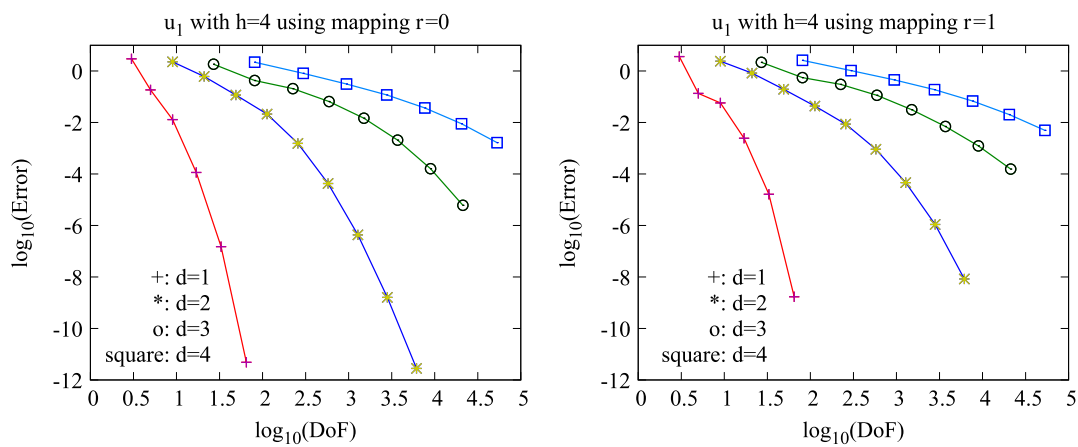 u1 with h=4 using mapping r=0
log10(Error)
0
-2
-4
-6
-8
-10
-12
+: d=1
*: d=2
o: d=3
square: d=4
0 0.5 1 1.5 2 2.5 3 3.5 4 4.5 5
log10(DoF)
u1 with h=4 using mapping r=1
log10(Error)
0
-2
-4
-6
-8
-10
-12
+: d=1
*: d=2
o: d=3
square: d=4
0 0.5 1 1.5 2 2.5 3 3.5 4 4.5 5
log10(DoF)